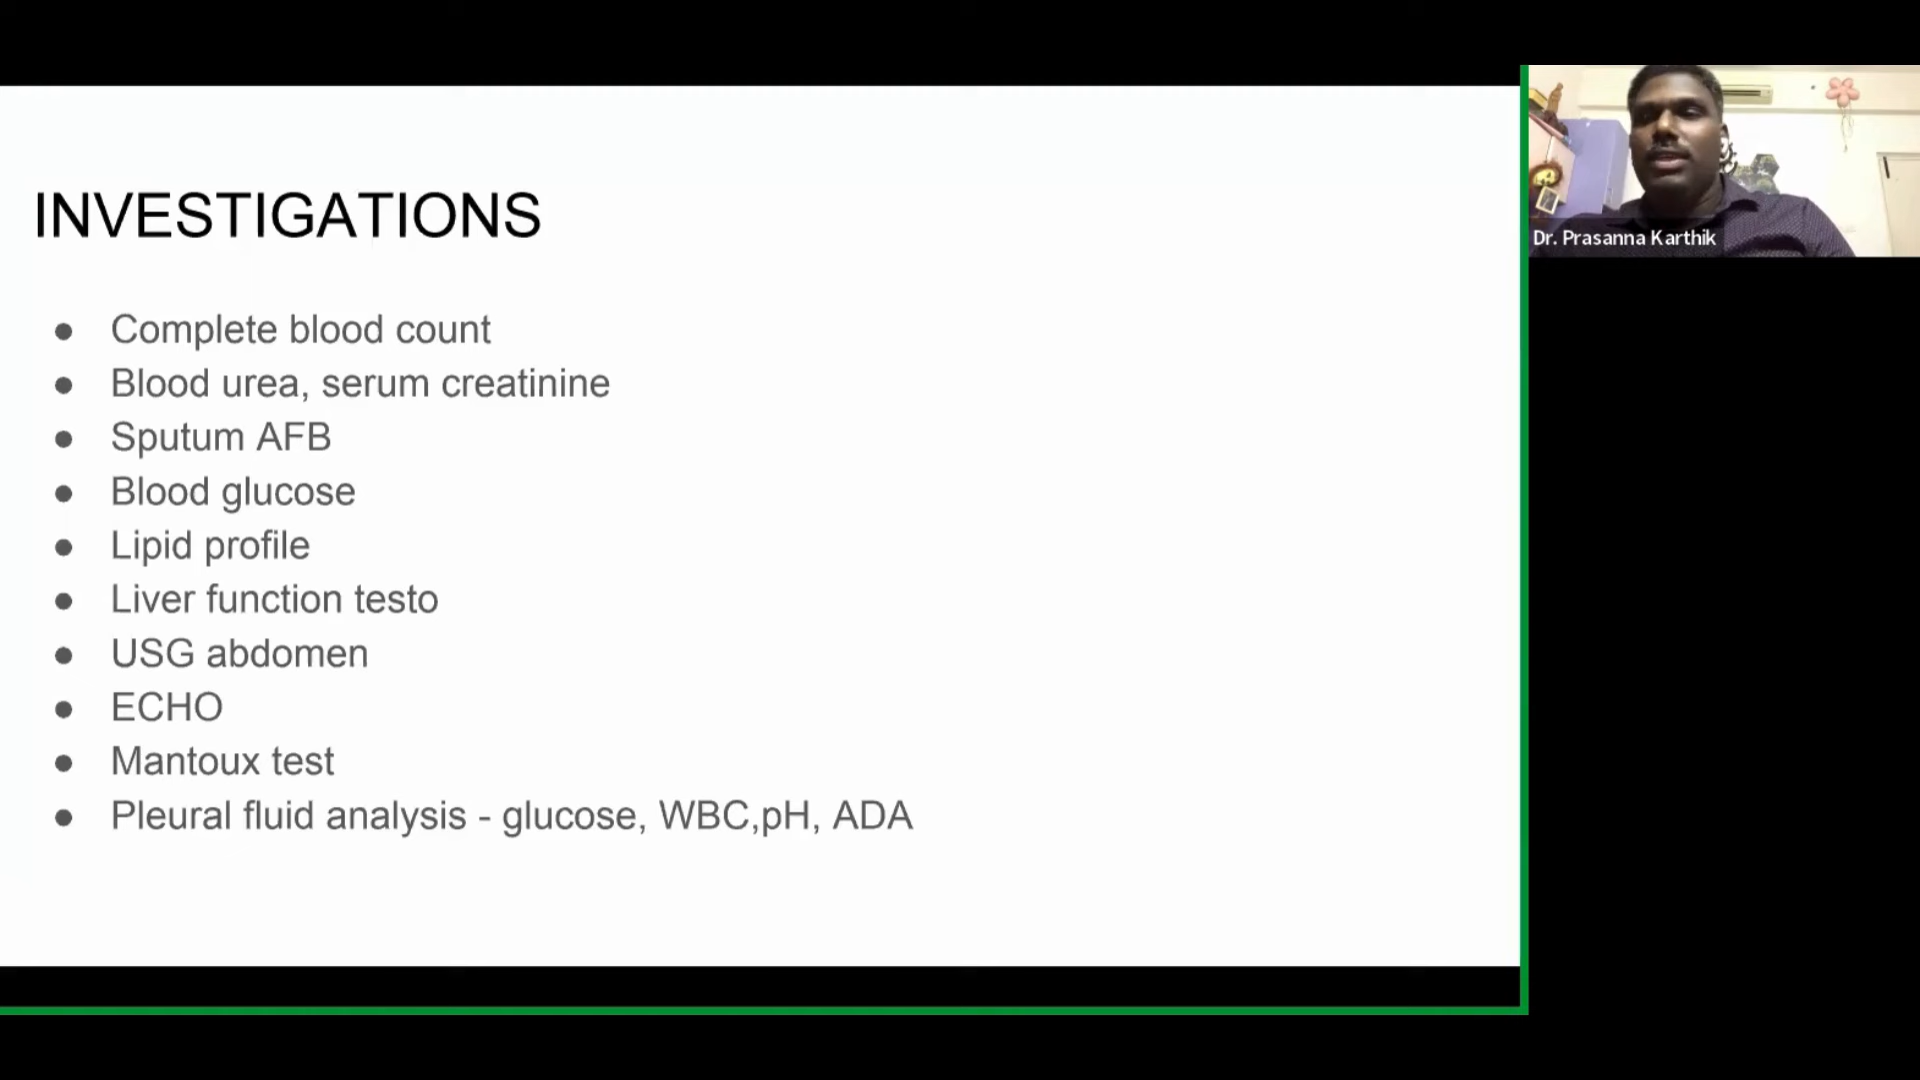 INVESTIGATIONS
● Complete blood count
● Blood urea, serum creatinine
● Sputum AFB
● Blood glucose
● Lipid profile
● Liver function testo
● USG abdomen
● ECHO
● Mantoux test
● Pleural fluid analysis - glucose, WBC,pH, ADA
Dr. Prasanna Karthik